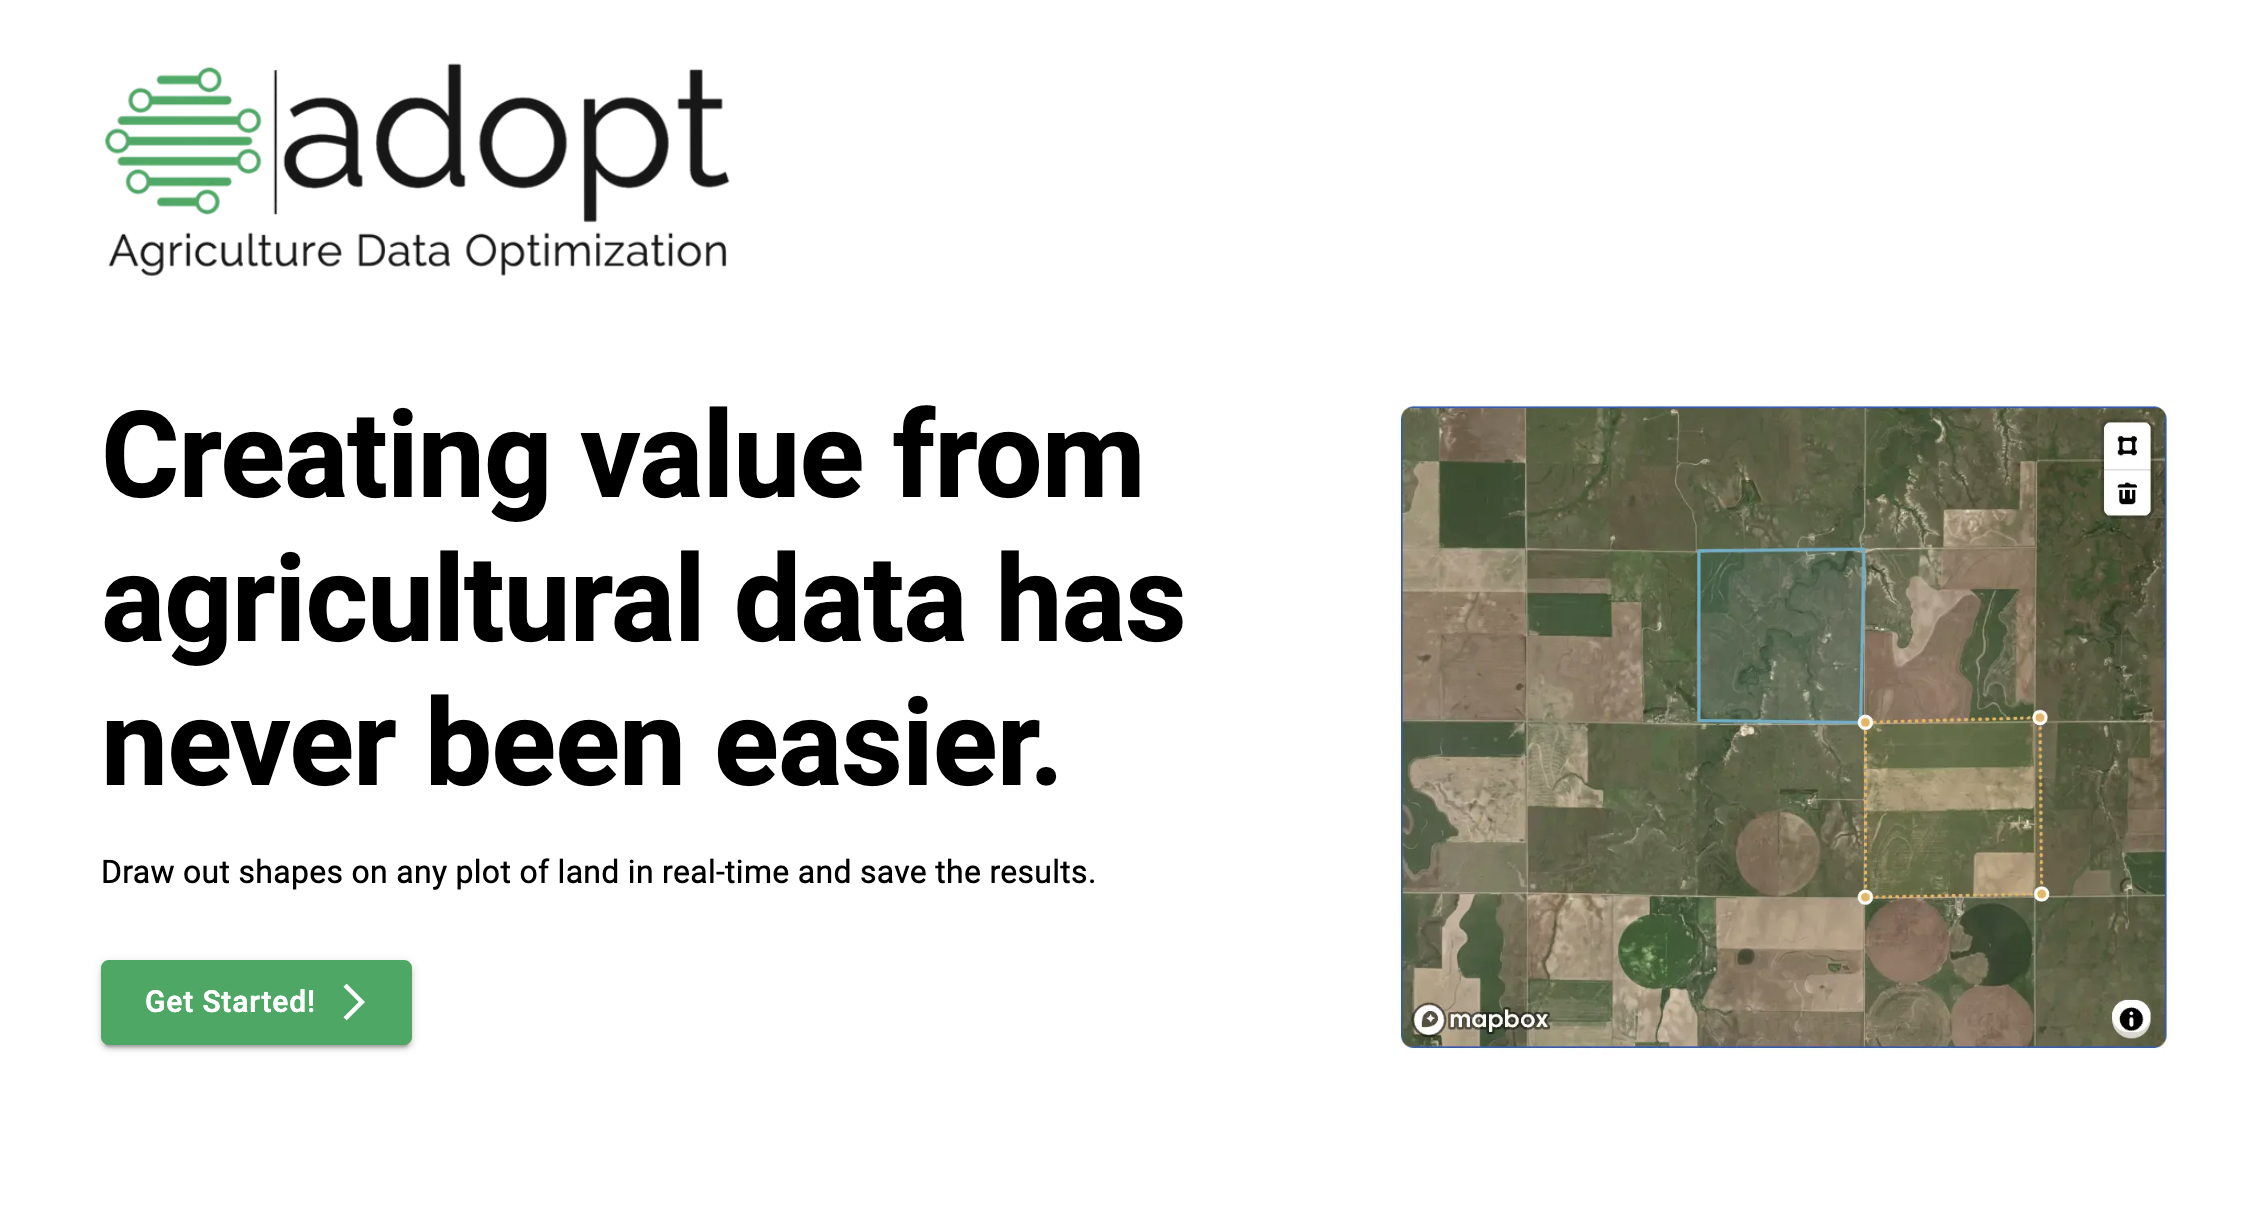 adopt
Agriculture Data Optimization
Creating value from
agricultural data has
never been easier.
Draw out shapes on any plot of land in real-time and save the results.
Get Started!
mapbox